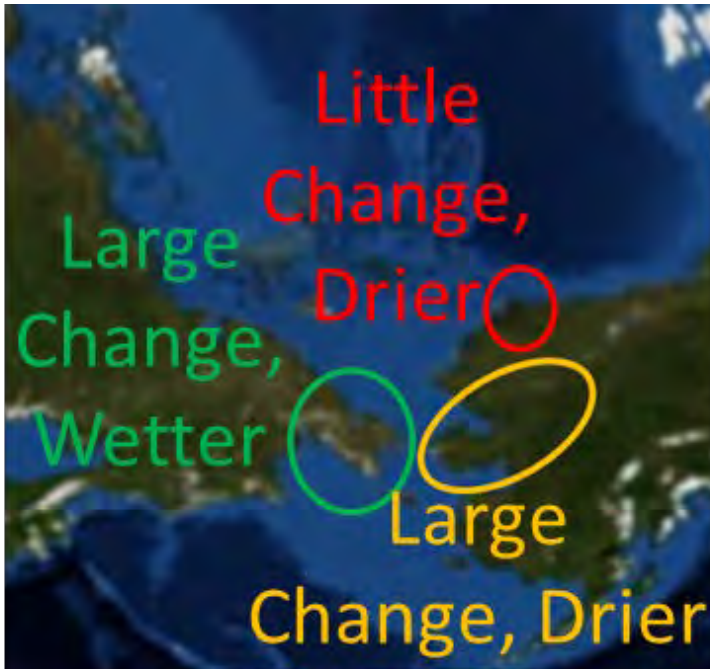 Little
Change,
Drier
Large
Change,
Wetter
Large
Change, Drier